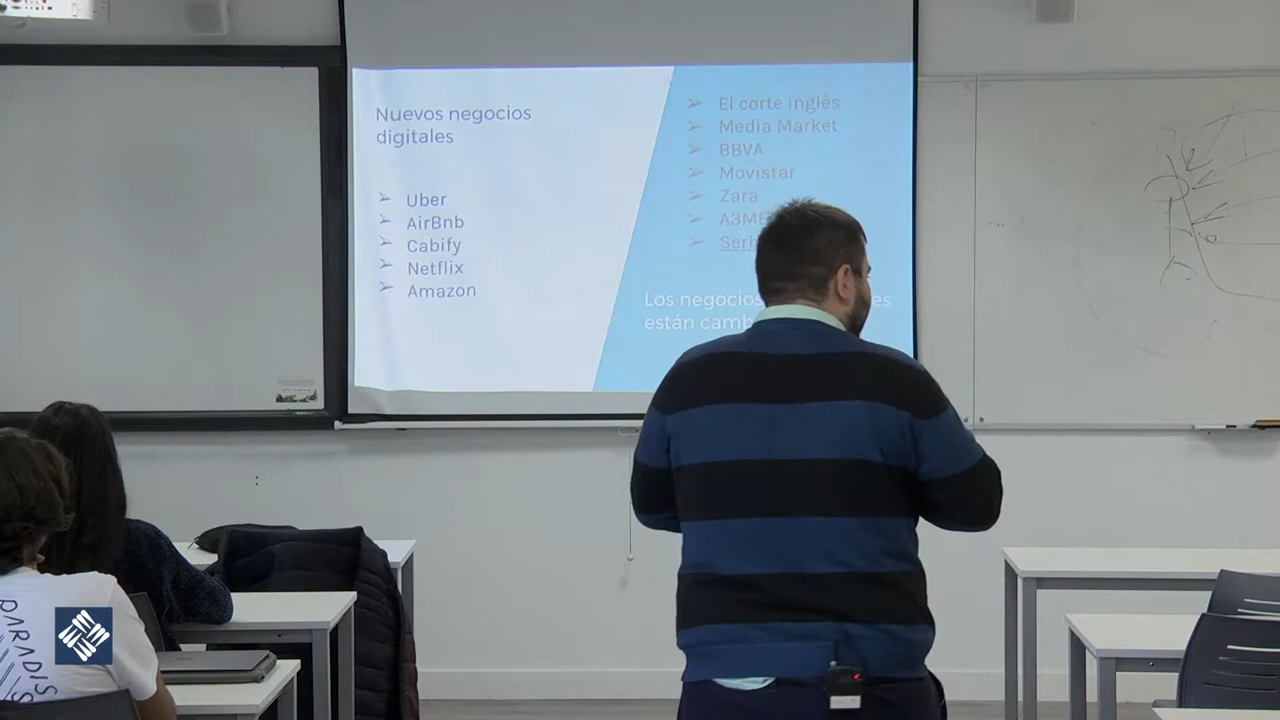 Nuevos negocios
digitales
Uber
AirBnb
Cabify
Netflix
Amazon
El corte inglés
Media Market
BBVA
Movistar
Zara
Los negocios
están
PARADIS